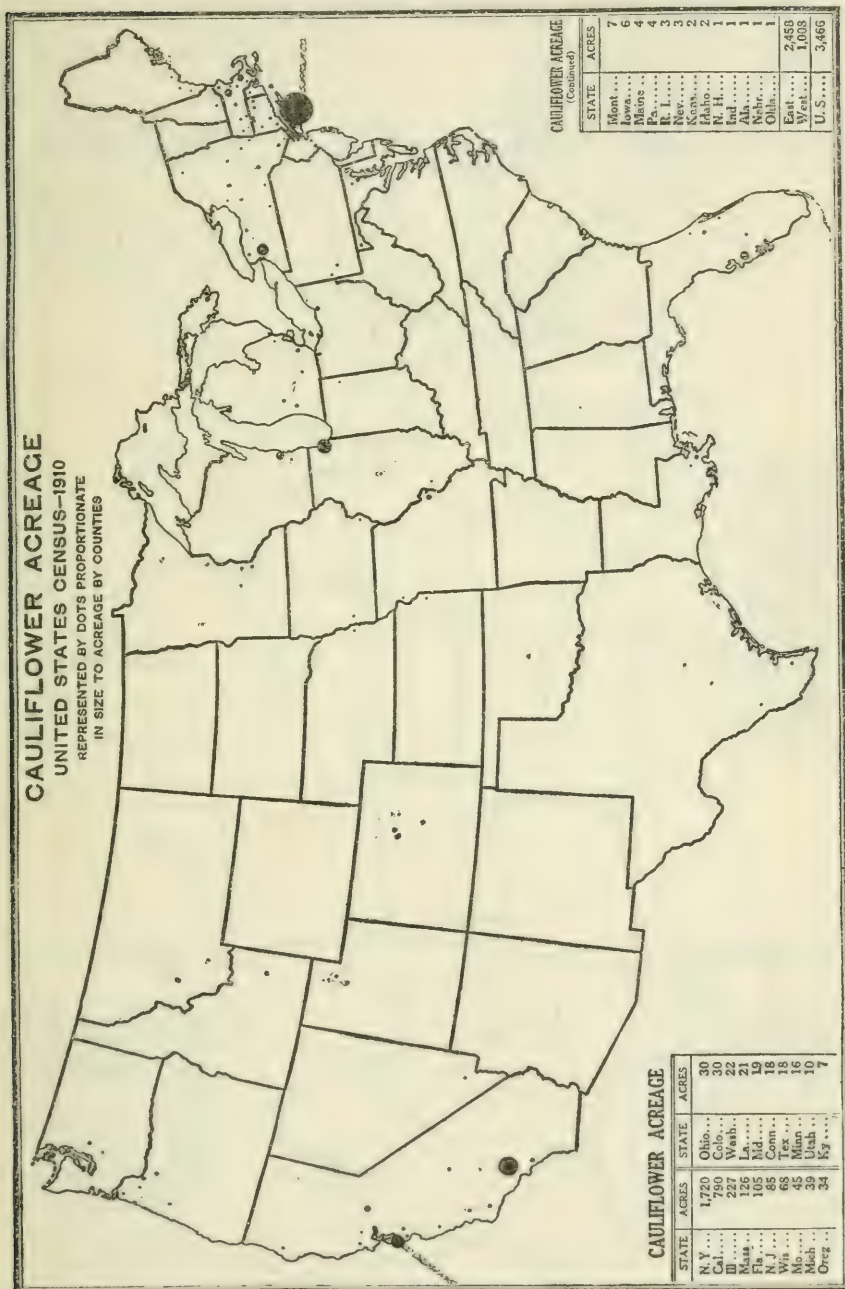 CAULIFLOWER ACREAGE
UNITED STATES CENSUS–1910
REPRESENTED BY DOTS PROPORTIONATE
IN SIZE TO ACREAGE BY COUNTIES
CAULIFLOWER ACREAGE
STATE ACRES STATE ACRES
N. Y. .... 1,720 Ohio... 30
Cal. .... 790 Colo... 30
Ill. .... 227 Wash.. 22
Mass .. 126 La..... 21
Fla. .... 105 Md.... 19
N. J. .... 85 Conn.. 18
Wis .... 68 Tex ... 18
Mo .... 45 Minn .. 16
Mich .. 39 Utah .. 10
Oreg .. 34 Ky .... 7
CAULIFLOWER ACREAGE
(Continued)
STATE ACRES
Mont .... 7
Iowa.... 6
Maine .. 4
Pa...... 4
R. I..... 3
Nev.... 3
Kans.... 2
Idaho... 2
N. H.... 1
Ind..... 1
Ala..... 1
Nebr.... 1
Okla.... 1
East .... 2,458
West ... 1,008
U. S .... 3,466